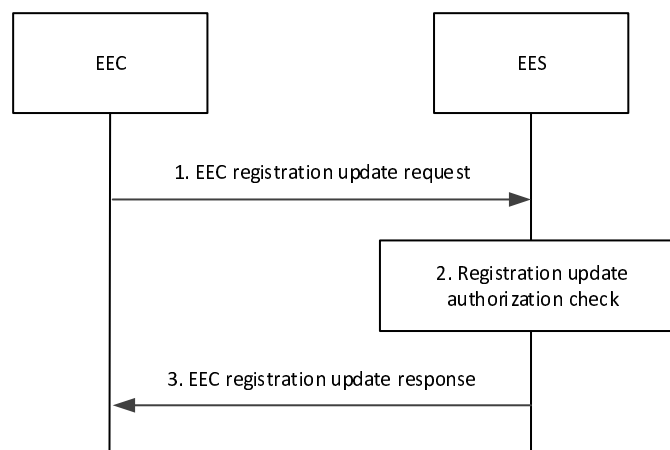 EEC
EES
1. EEC registration update request
2. Registration update
authorization check
3. EEC registration update response